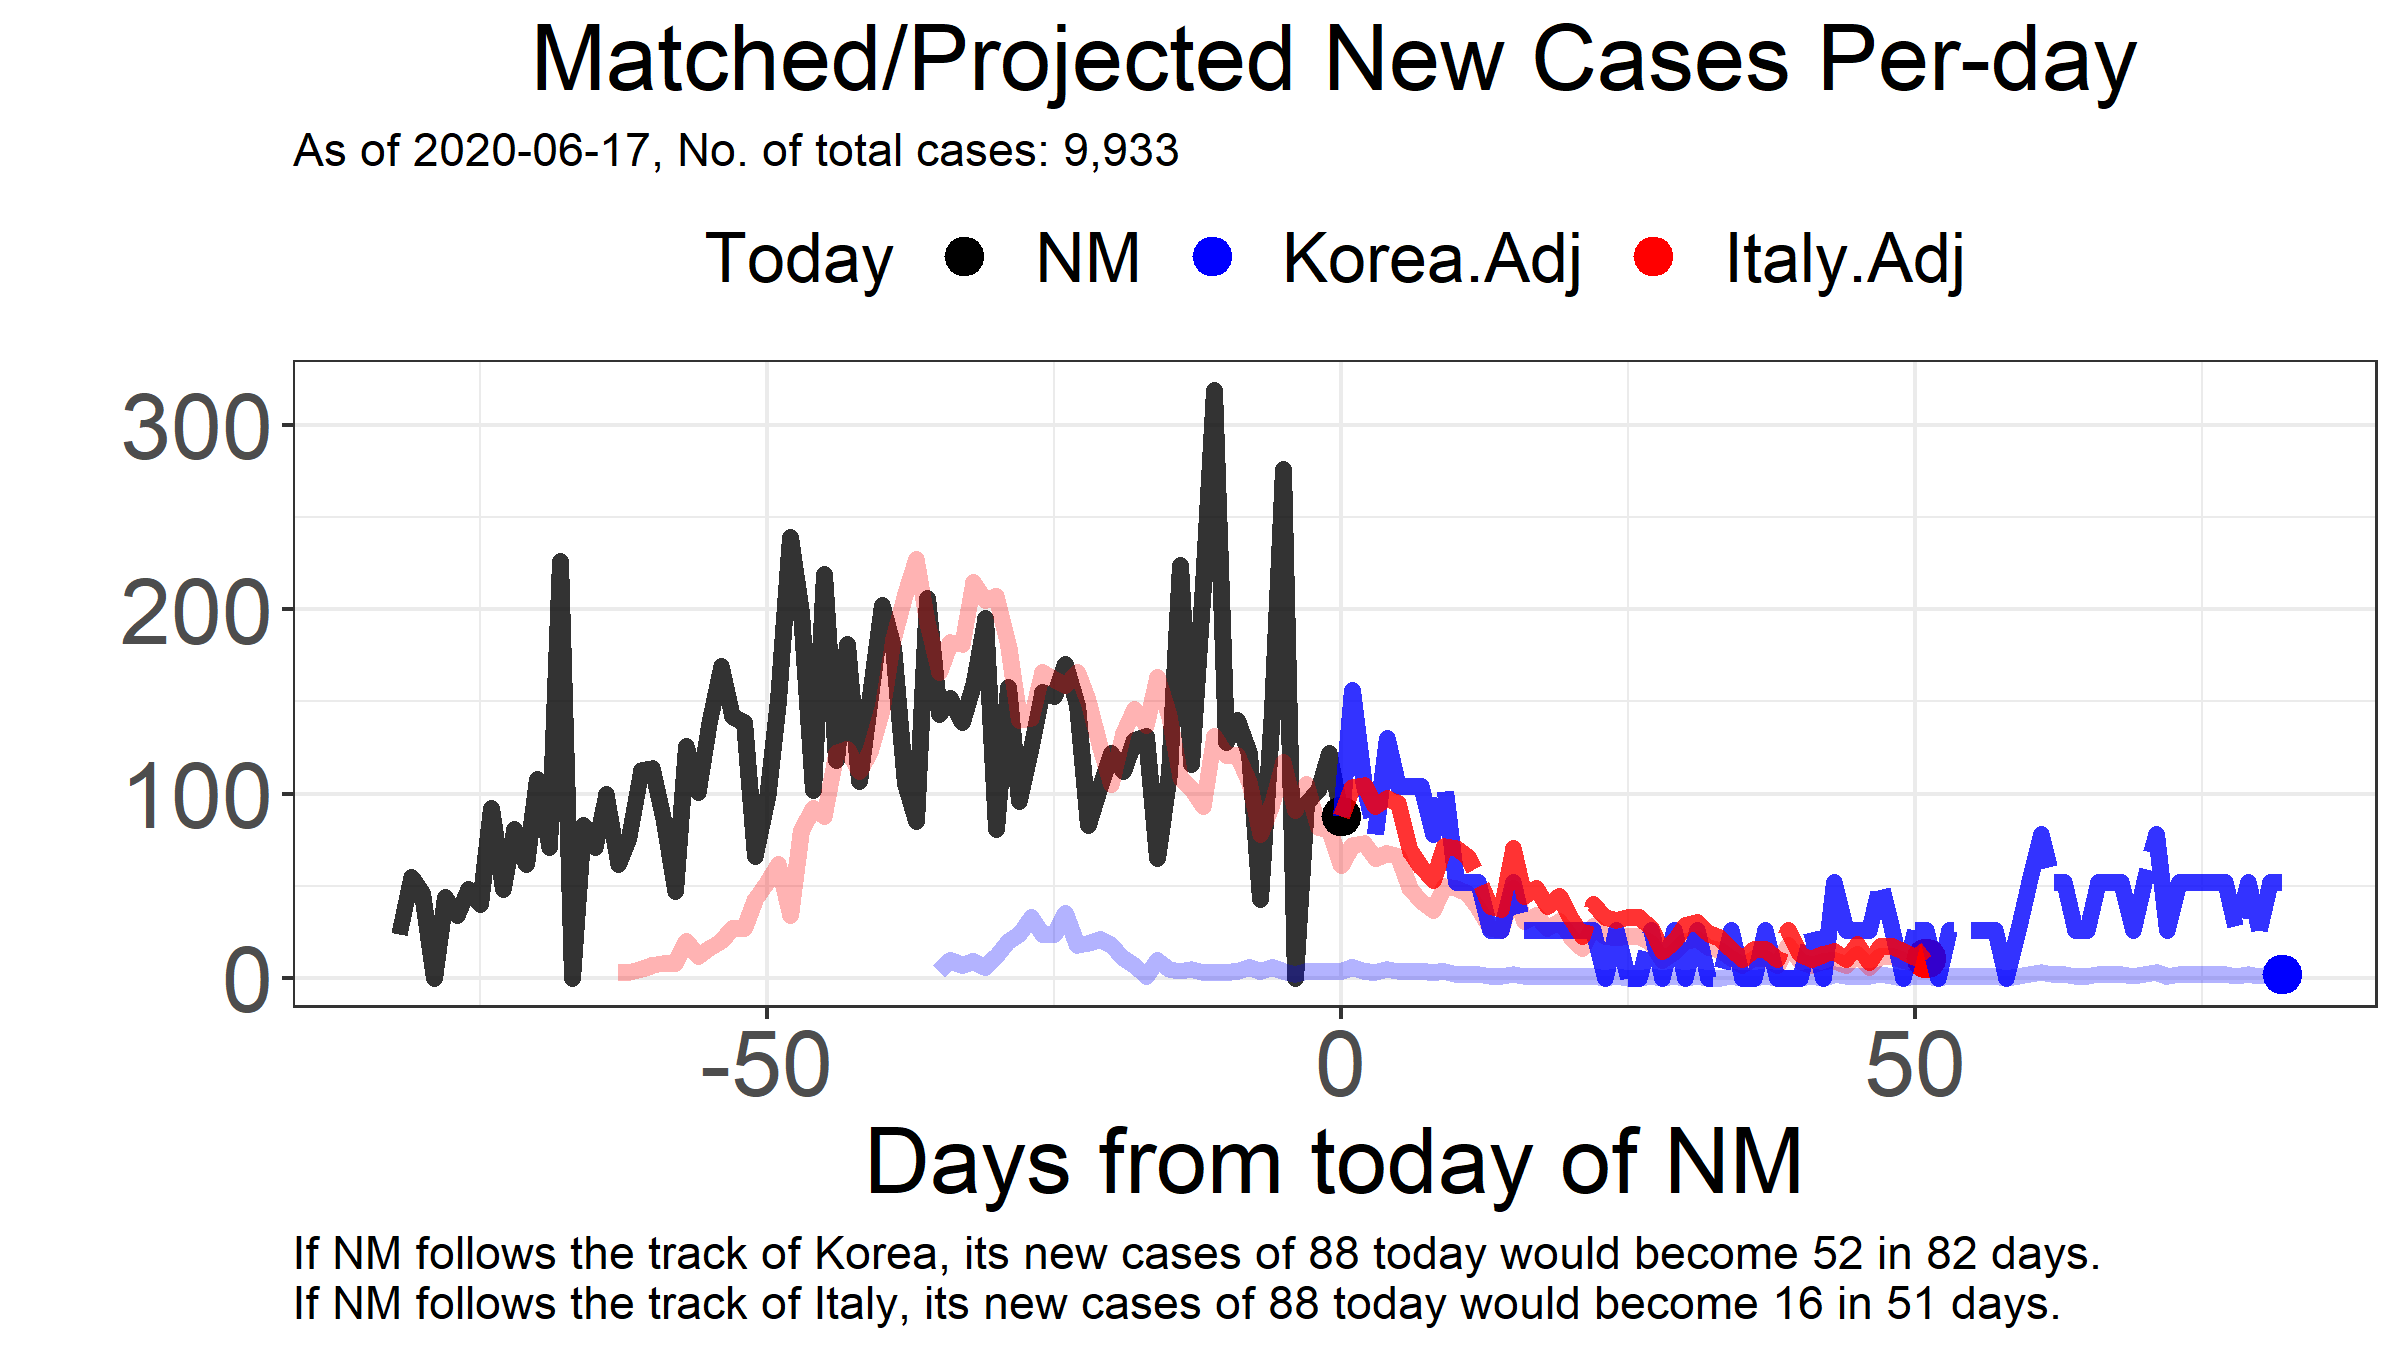 Matched/Projected New Cases Per-day
As of 2020-06-17, No. of total cases: 9,933
Today NM Korea.Adj Italy.Adj
300
200
100
0
-50 0 50
Days from today of NM
If NM follows the track of Korea, its new cases of 88 today would become 52 in 82 days.
If NM follows the track of Italy, its new cases of 88 today would become 16 in 51 days.